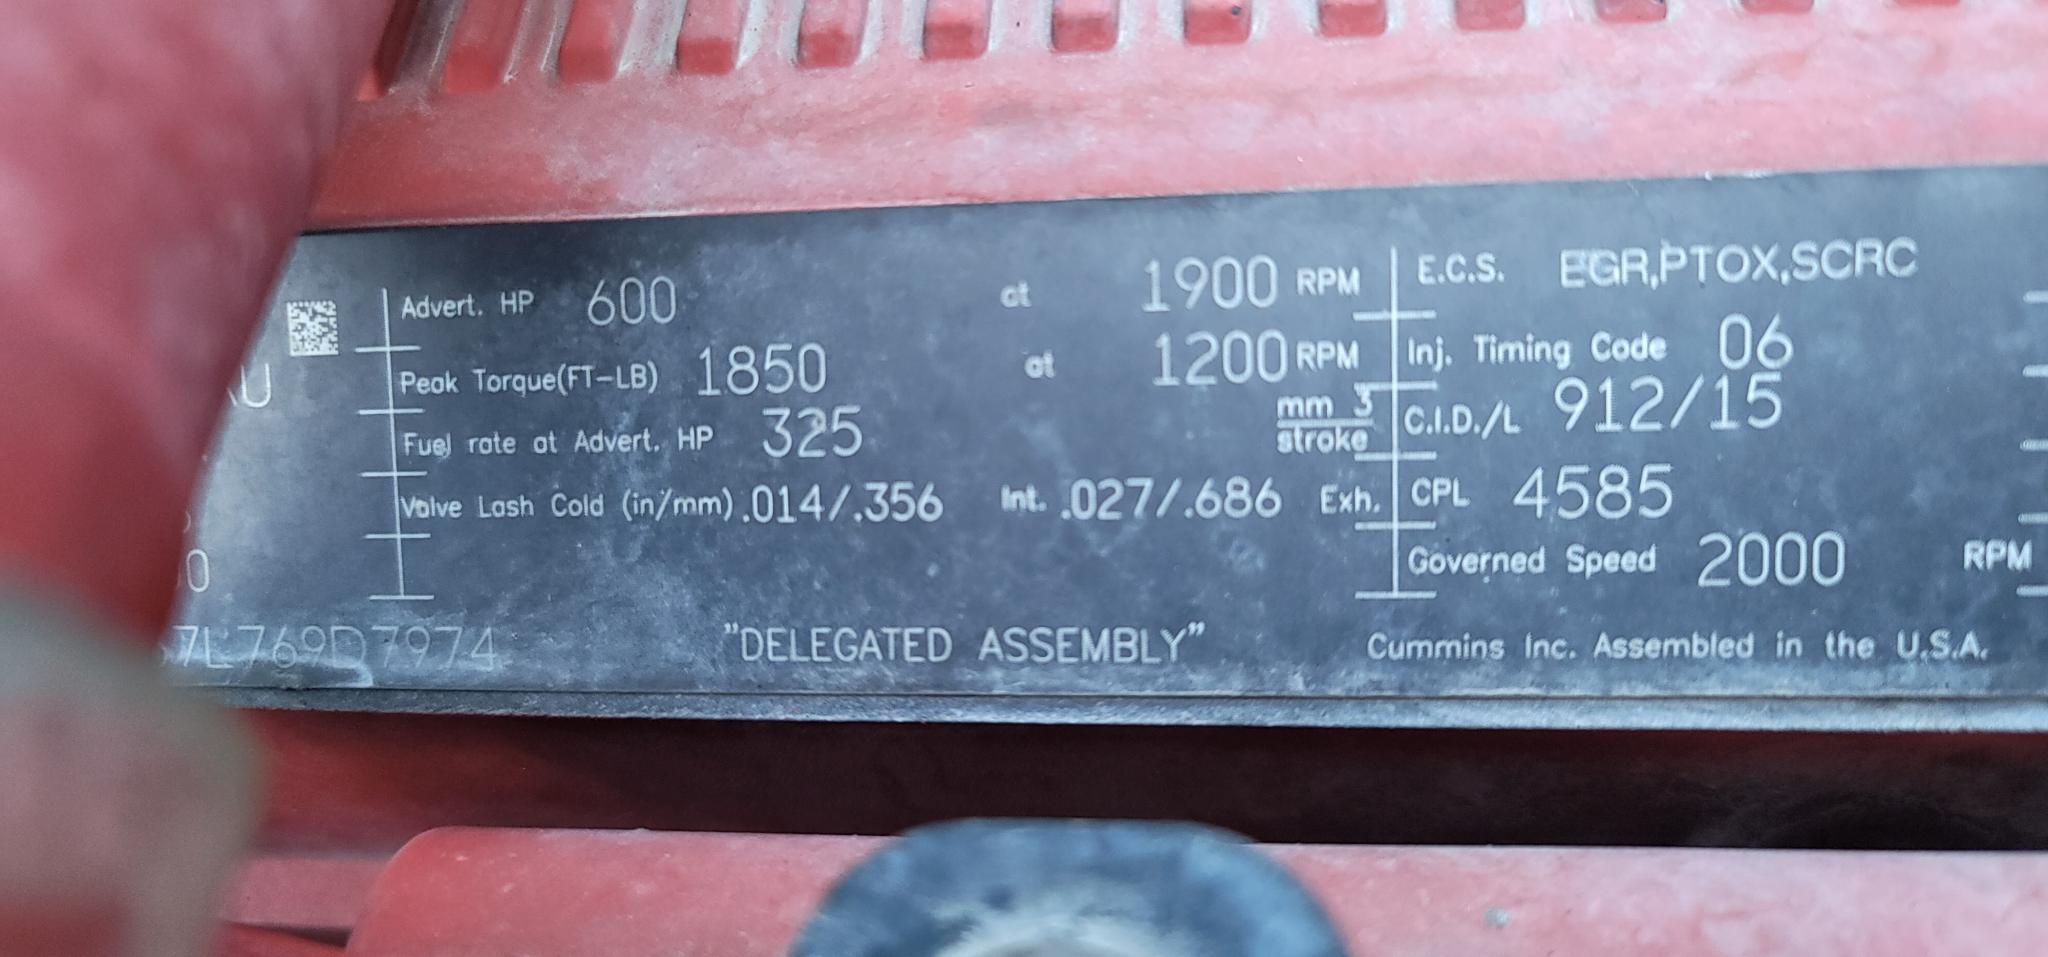 Advert. HP 600 at 1900 RPM
Peak Torque(FT-LB) 1850 at 1200 RPM
Fuel rate at Advert. HP 325 mm 3
stroke
Valve Lash Cold (in/mm) .014/.356 Int. .027/.686 Exh.
E.C.S. EGR,PTOX,SCRC
Inj. Timing Code 06
C.I.D./L 912/15
CPL 4585
Governed Speed 2000 RPM
7L769D7974
"DELEGATED ASSEMBLY"
Cummins Inc. Assembled in the U.S.A.